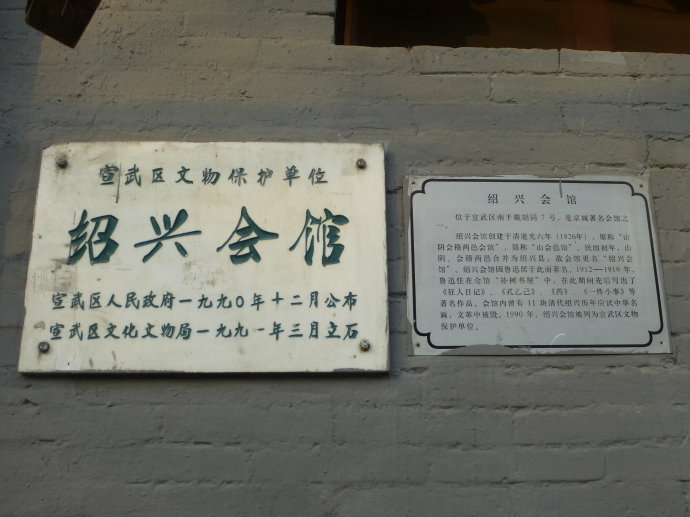 宣武区文物保护单位
绍兴会馆
宣武区人民政府一九九〇年十二月公布
宣武区文化文物局一九九一年三月立石
绍兴会馆
位于宣武区南半截胡同7号，是京城著名会馆之
一。
绍兴会馆创建于清道光六年（1826年），原称“山
阴会稽两邑会馆”，简称“山会邑馆”，民国初年，山
阴、会稽两邑合并为绍兴县，故会馆更名“绍兴会
馆”。绍兴会馆因鲁迅居于此而著名。1912—1919年，
鲁迅住在会馆“补树书屋”中，在此期间先后写出了
《狂人日记》、《孔乙己》、《药》、《一件小事》等
著名作品。会馆内曾有11块清代绍兴历年应试中举名
匾，文革中被毁。1990年，绍兴会馆被列为宣武区文物
保护单位。